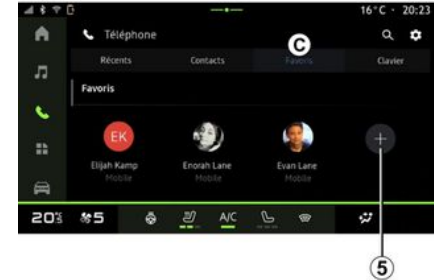 16°C · 20:23
Téléphone
C
Récents
Contacts
Favoris
Clavier
Favoris
EK
Elijah Kamp
Enorah Lane
Evan Lane
Mobile
Mobile
Mobile
20°
5
A/C
5